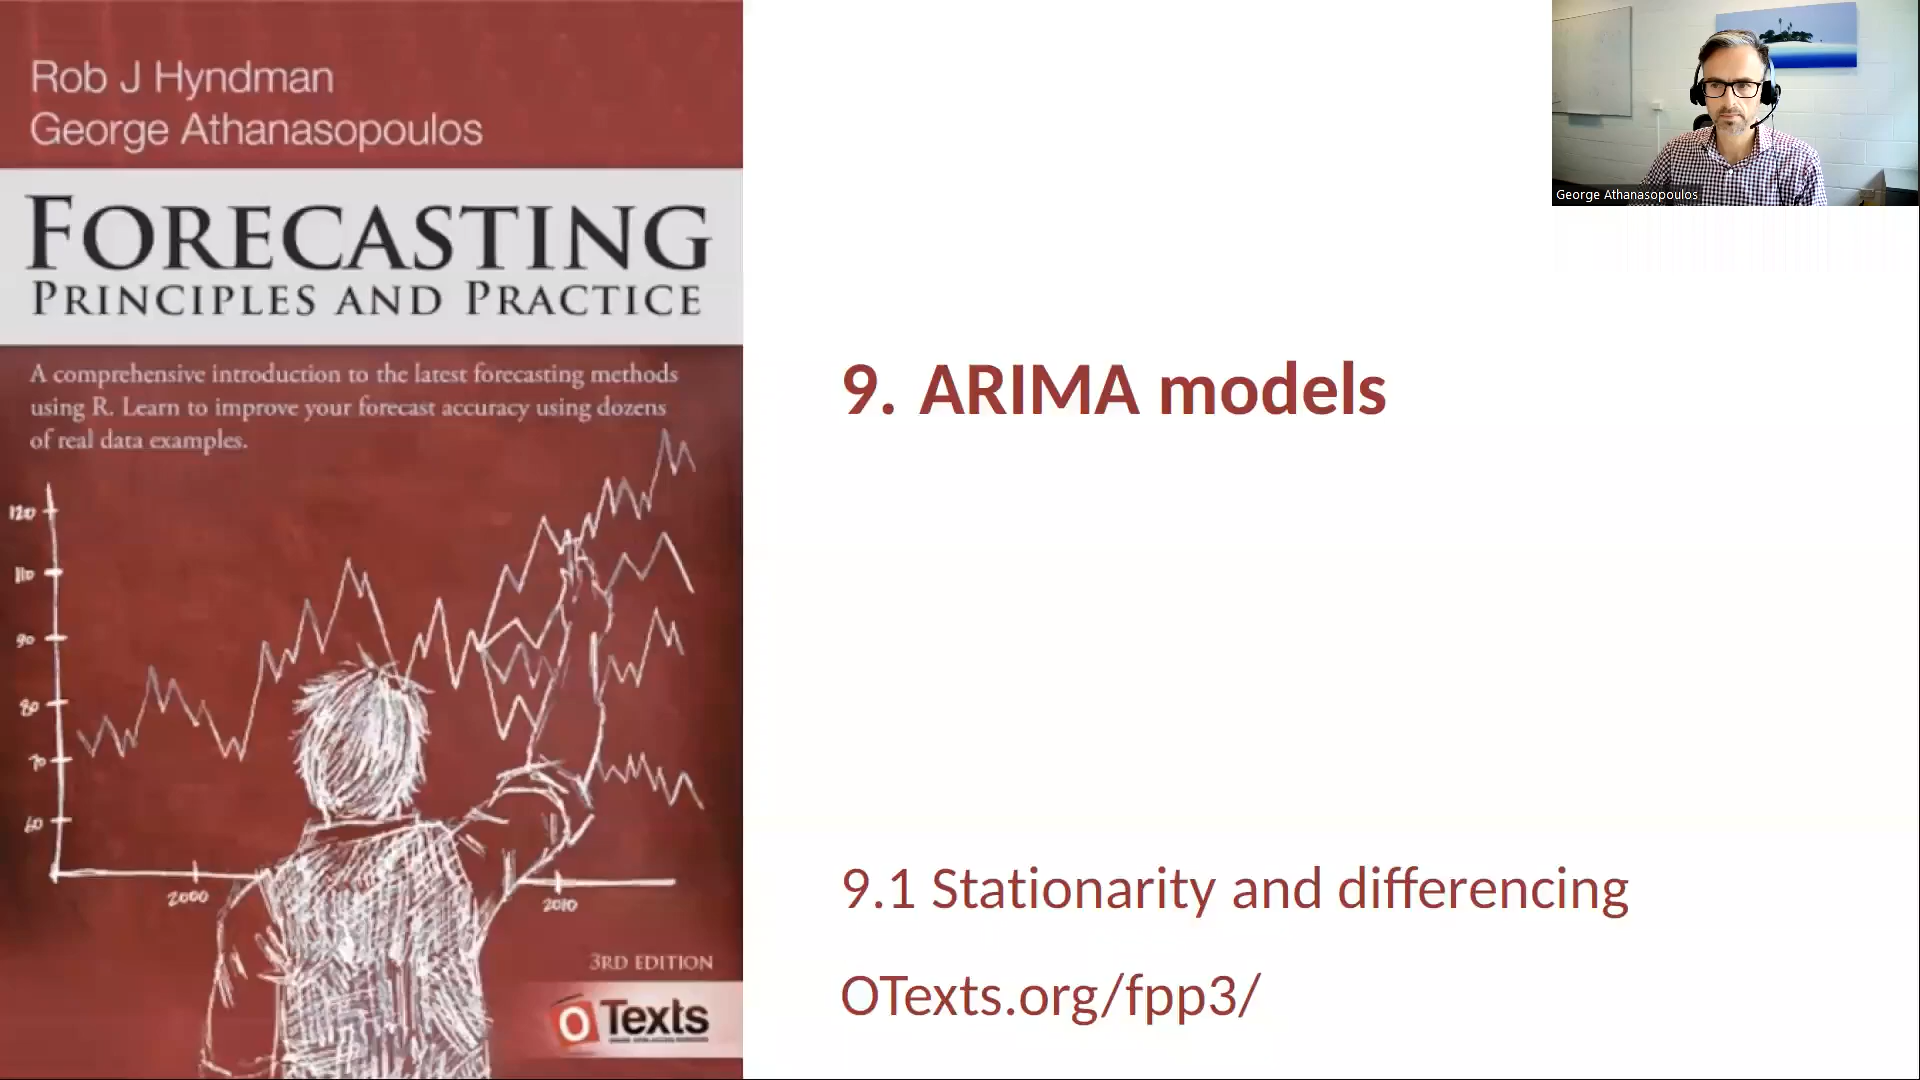 Rob J Hyndman
George Athanasopoulos
FORECASTING
PRINCIPLES AND PRACTICE
A comprehensive introduction to the latest forecasting methods
using R. Learn to improve your forecast accuracy using dozens
of real data examples.
120
110
90
80
70
60
2000
2010
3RD EDITION
OTexts
George Athanasopoulos
9. ARIMA models
9.1 Stationarity and differencing
OTexts.org/fpp3/